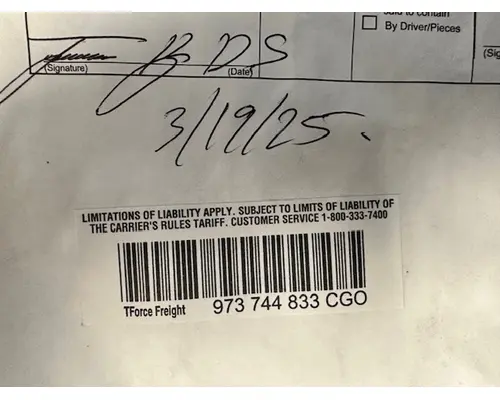 said to contain
By Driver/Pieces
(Sig
(Signature)
(Date)
3/19/25.
LIMITATIONS OF LIABILITY APPLY. SUBJECT TO LIMITS OF LIABILITY OF
THE CARRIER'S RULES TARIFF. CUSTOMER SERVICE 1-800-333-7400
TForce Freight 973 744 833 CGO